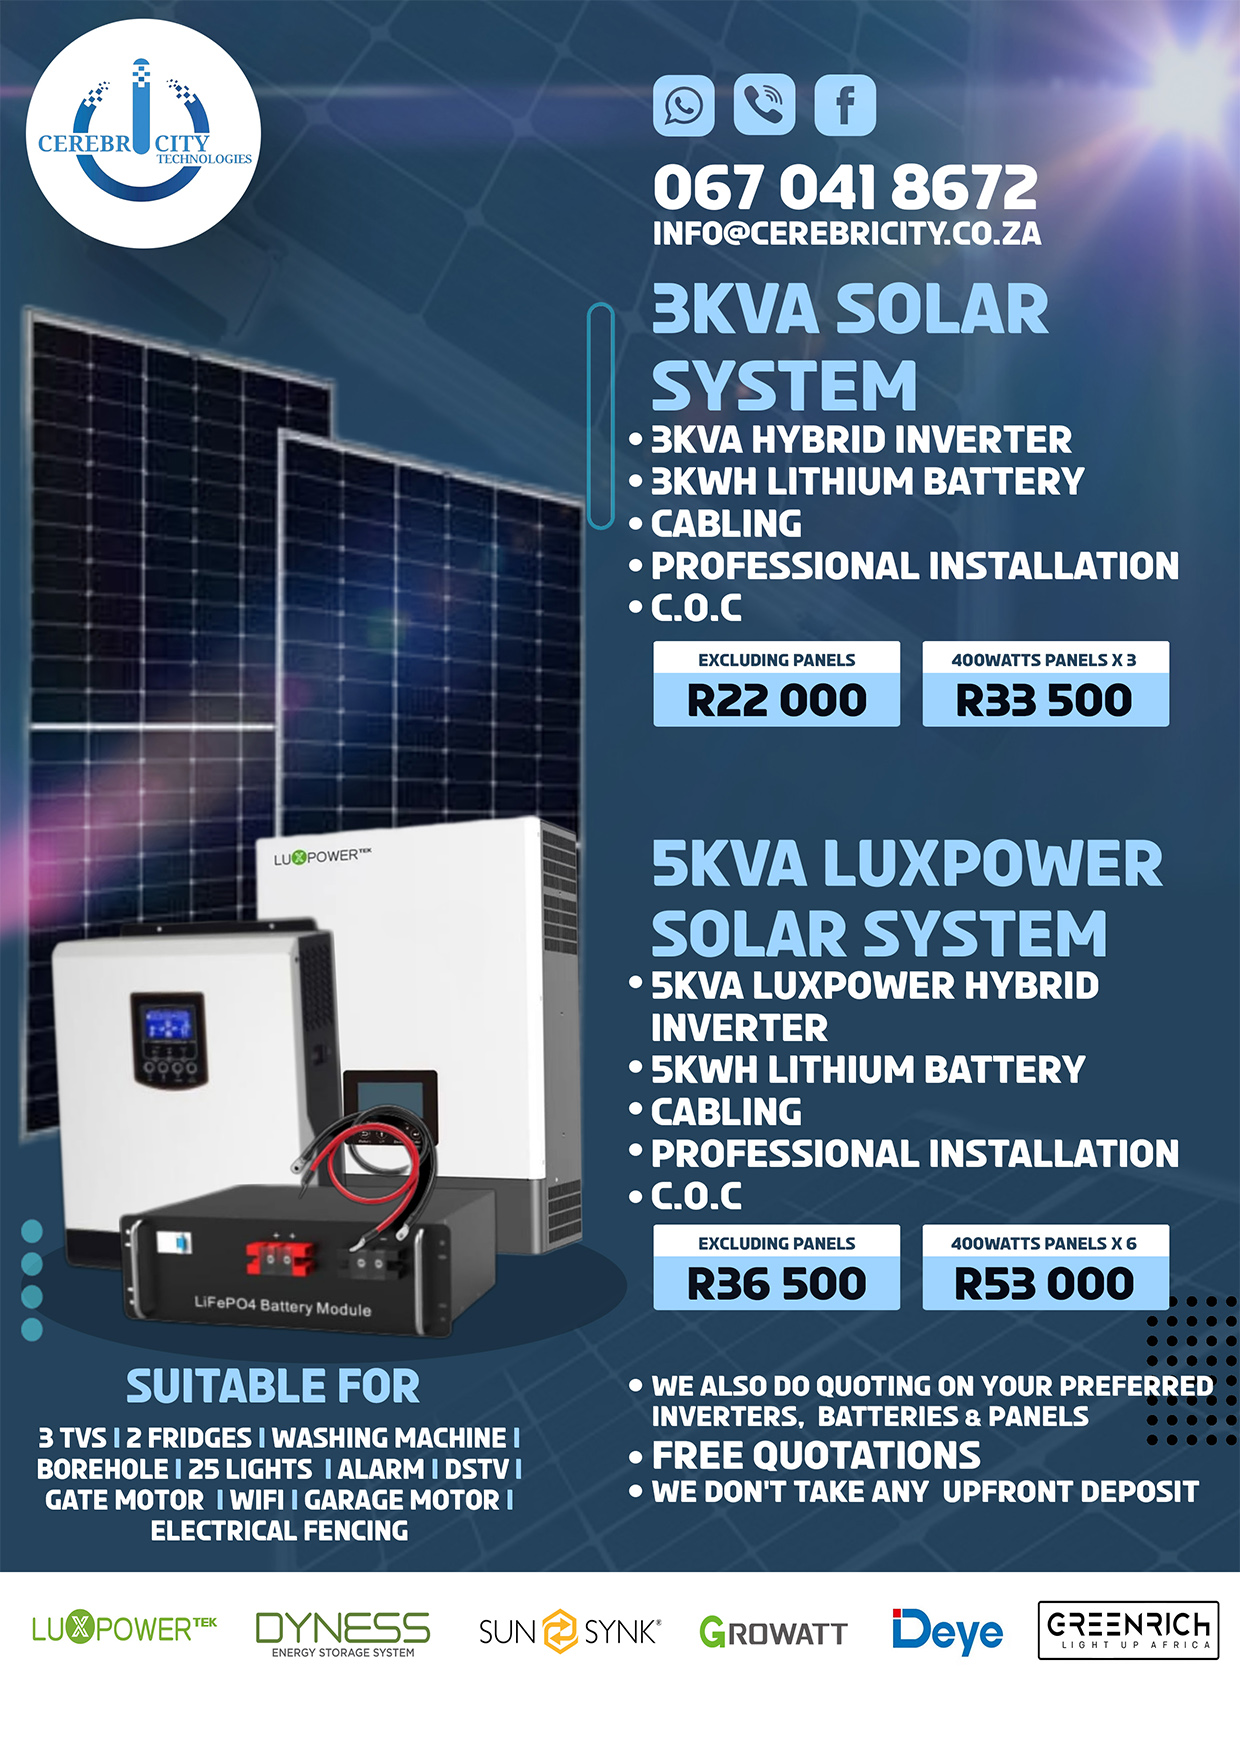 CEREBRICITY
TECHNOLOGIES
067 041 8672
INFO@CEREBRICITY.CO.ZA
3KVA SOLAR
SYSTEM
• 3KVA HYBRID INVERTER
• 3KWH LITHIUM BATTERY
• CABLING
• PROFESSIONAL INSTALLATION
• C.O.C
EXCLUDING PANELS
R22 000
400WATTS PANELS X 3
R33 500
5KVA LUXPOWER
SOLAR SYSTEM
• 5KVA LUXPOWER HYBRID
INVERTER
• 5KWH LITHIUM BATTERY
• CABLING
• PROFESSIONAL INSTALLATION
• C.O.C
EXCLUDING PANELS
R36 500
400WATTS PANELS X 6
R53 000
LUXPOWERTEK
LiFePO4 Battery Module
SUITABLE FOR
3 TVS | 2 FRIDGES | WASHING MACHINE |
BOREHOLE | 25 LIGHTS | ALARM | DSTV |
GATE MOTOR | WIFI | GARAGE MOTOR |
ELECTRICAL FENCING
• WE ALSO DO QUOTING ON YOUR PREFERRED
INVERTERS, BATTERIES & PANELS
• FREE QUOTATIONS
• WE DON'T TAKE ANY UPFRONT DEPOSIT
LUXPOWERTEK
DYNESS
ENERGY STORAGE SYSTEM
SUN SYNK®
GROWATT
Deye
GREENRICH
LIGHT UP AFRICA